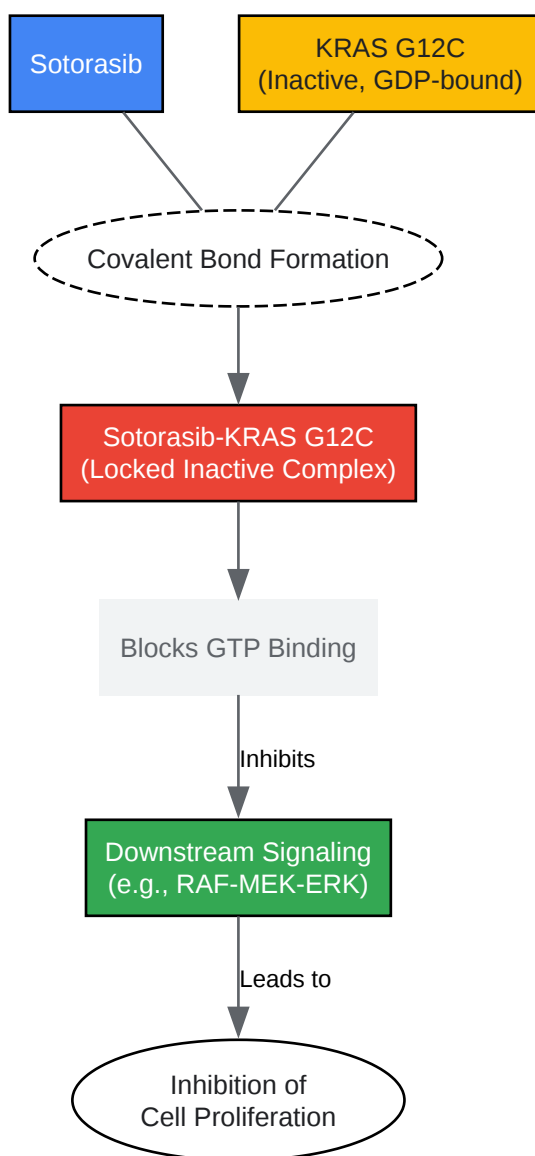 Sotorasib
KRAS G12C
(Inactive, GDP-bound)
Covalent Bond Formation
Sotorasib-KRAS G12C
(Locked Inactive Complex)
Blocks GTP Binding
Inhibits
Downstream Signaling
(e.g., RAF-MEK-ERK)
Leads to
Inhibition of
Cell Proliferation